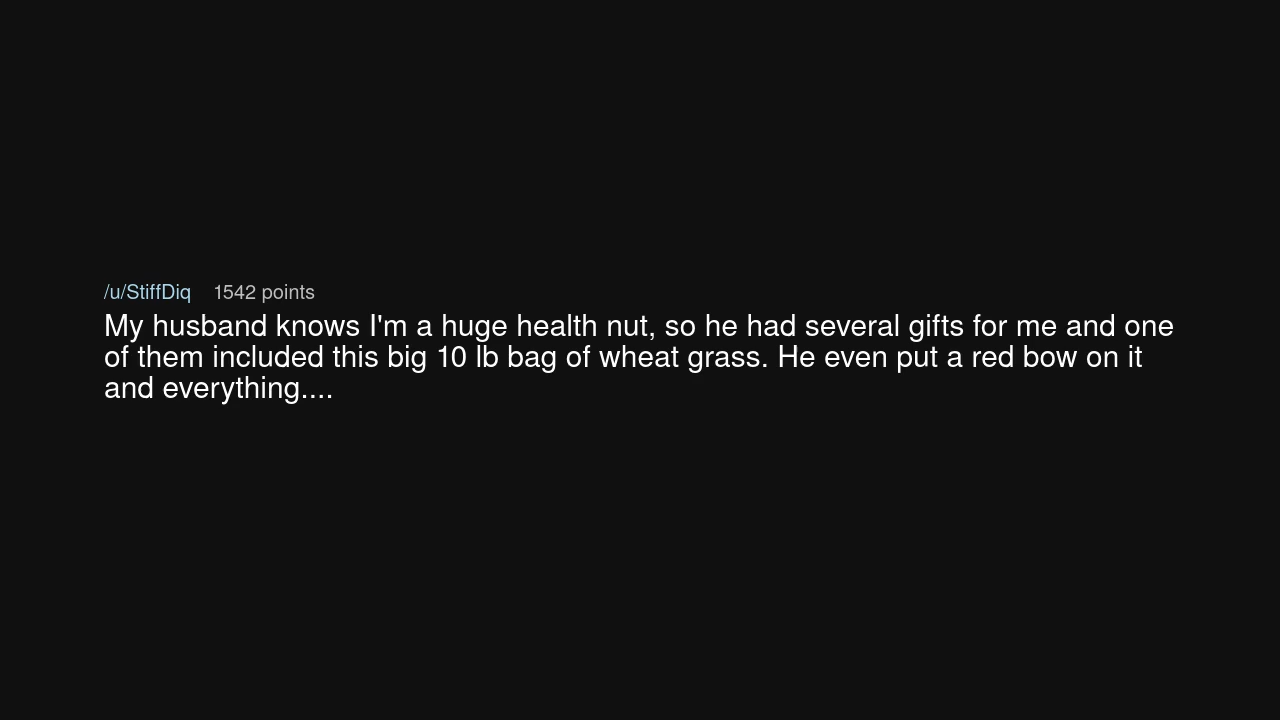 /u/StiffDiq 1542 points
My husband knows I'm a huge health nut, so he had several gifts for me and one
of them included this big 10 lb bag of wheat grass. He even put a red bow on it
and everything....